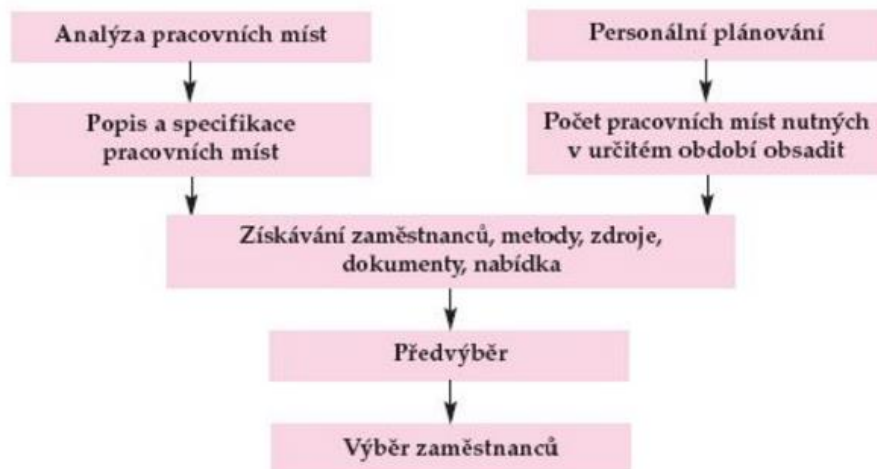 Analýza pracovních míst
Personální plánování
Popis a specifikace
pracovních míst
Počet pracovních míst nutných
v určitém období obsadit
Získávání zaměstnanců, metody, zdroje,
dokumenty, nabídka
Předvýběr
Výběr zaměstnanců